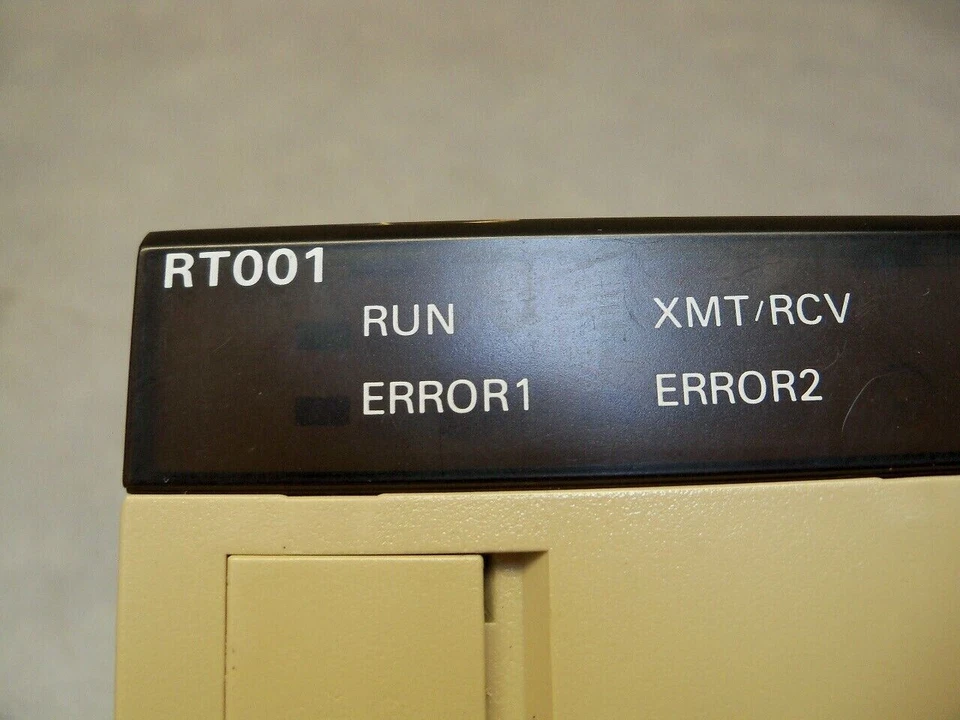 RT001
RUN XMT/RCV
ERROR1 ERROR2